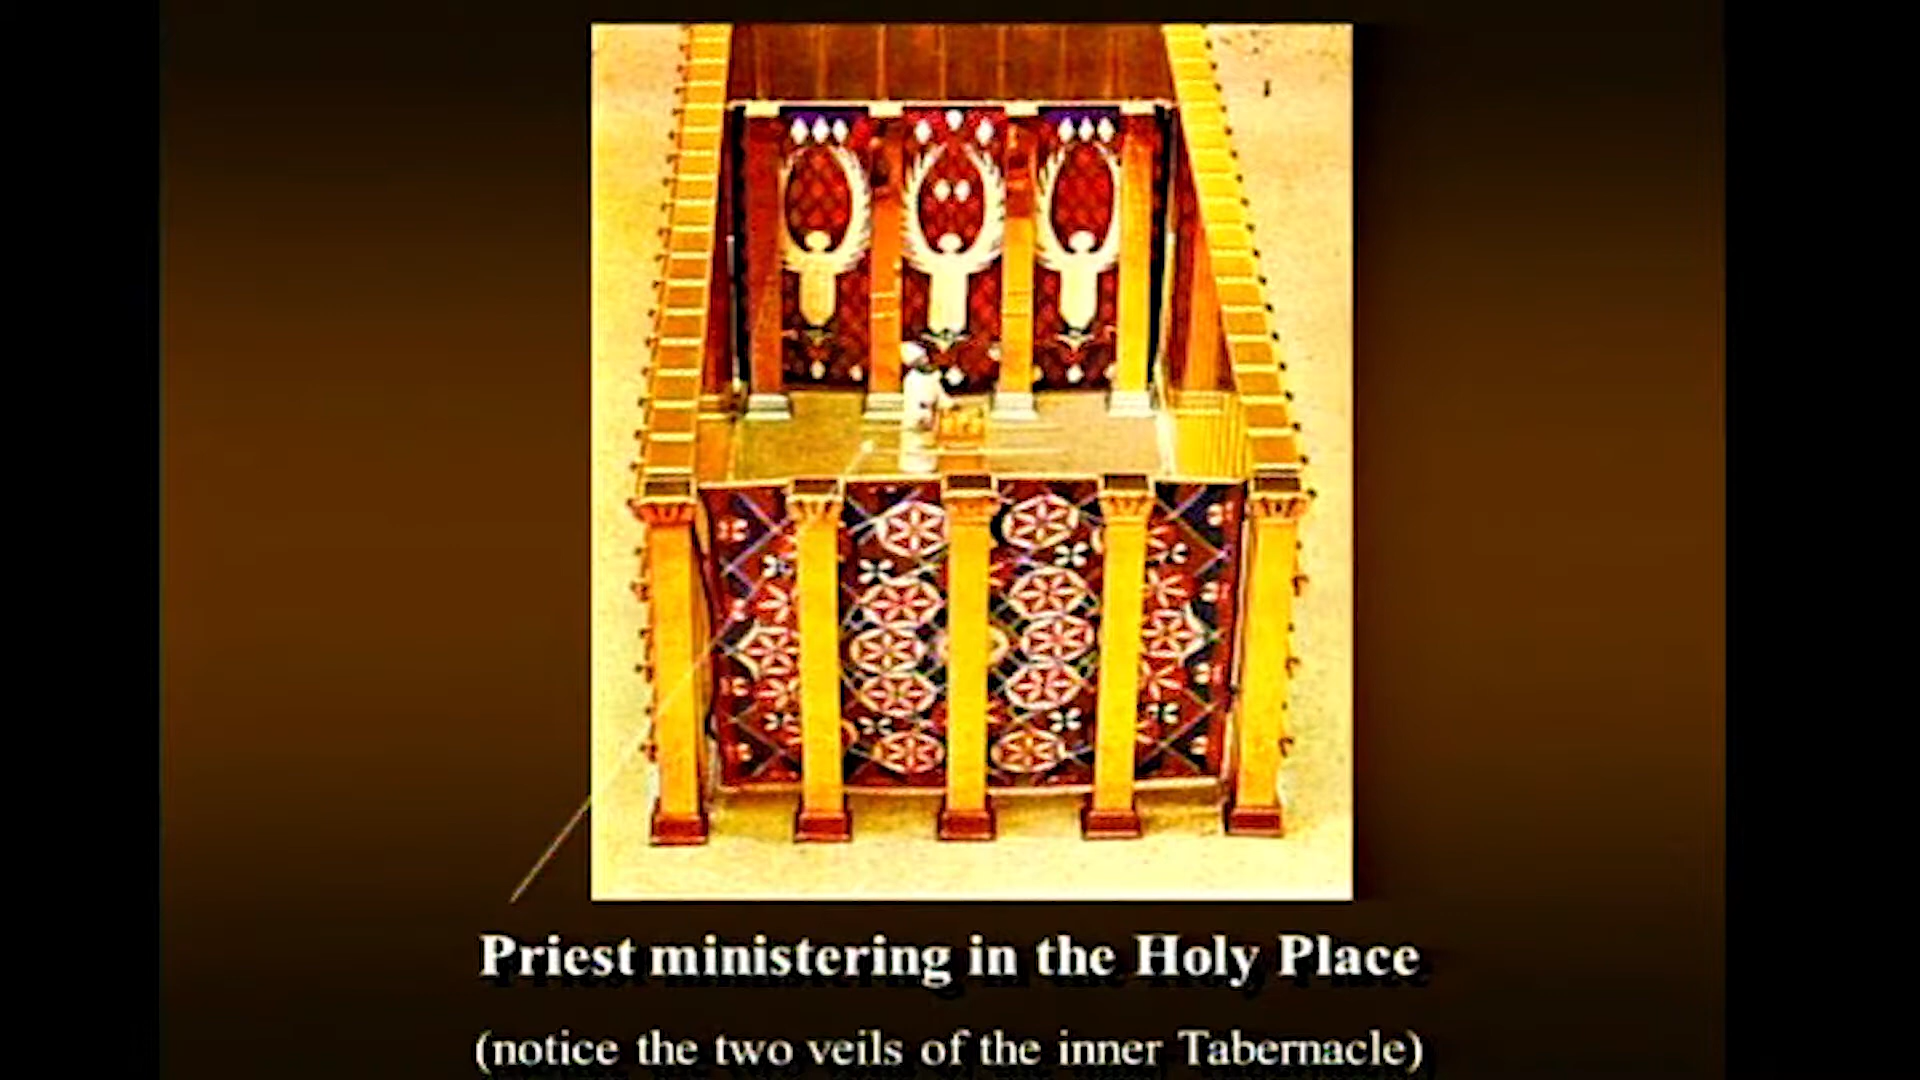 Priest ministering in the Holy Place
(notice the two veils of the inner Tabernacle)